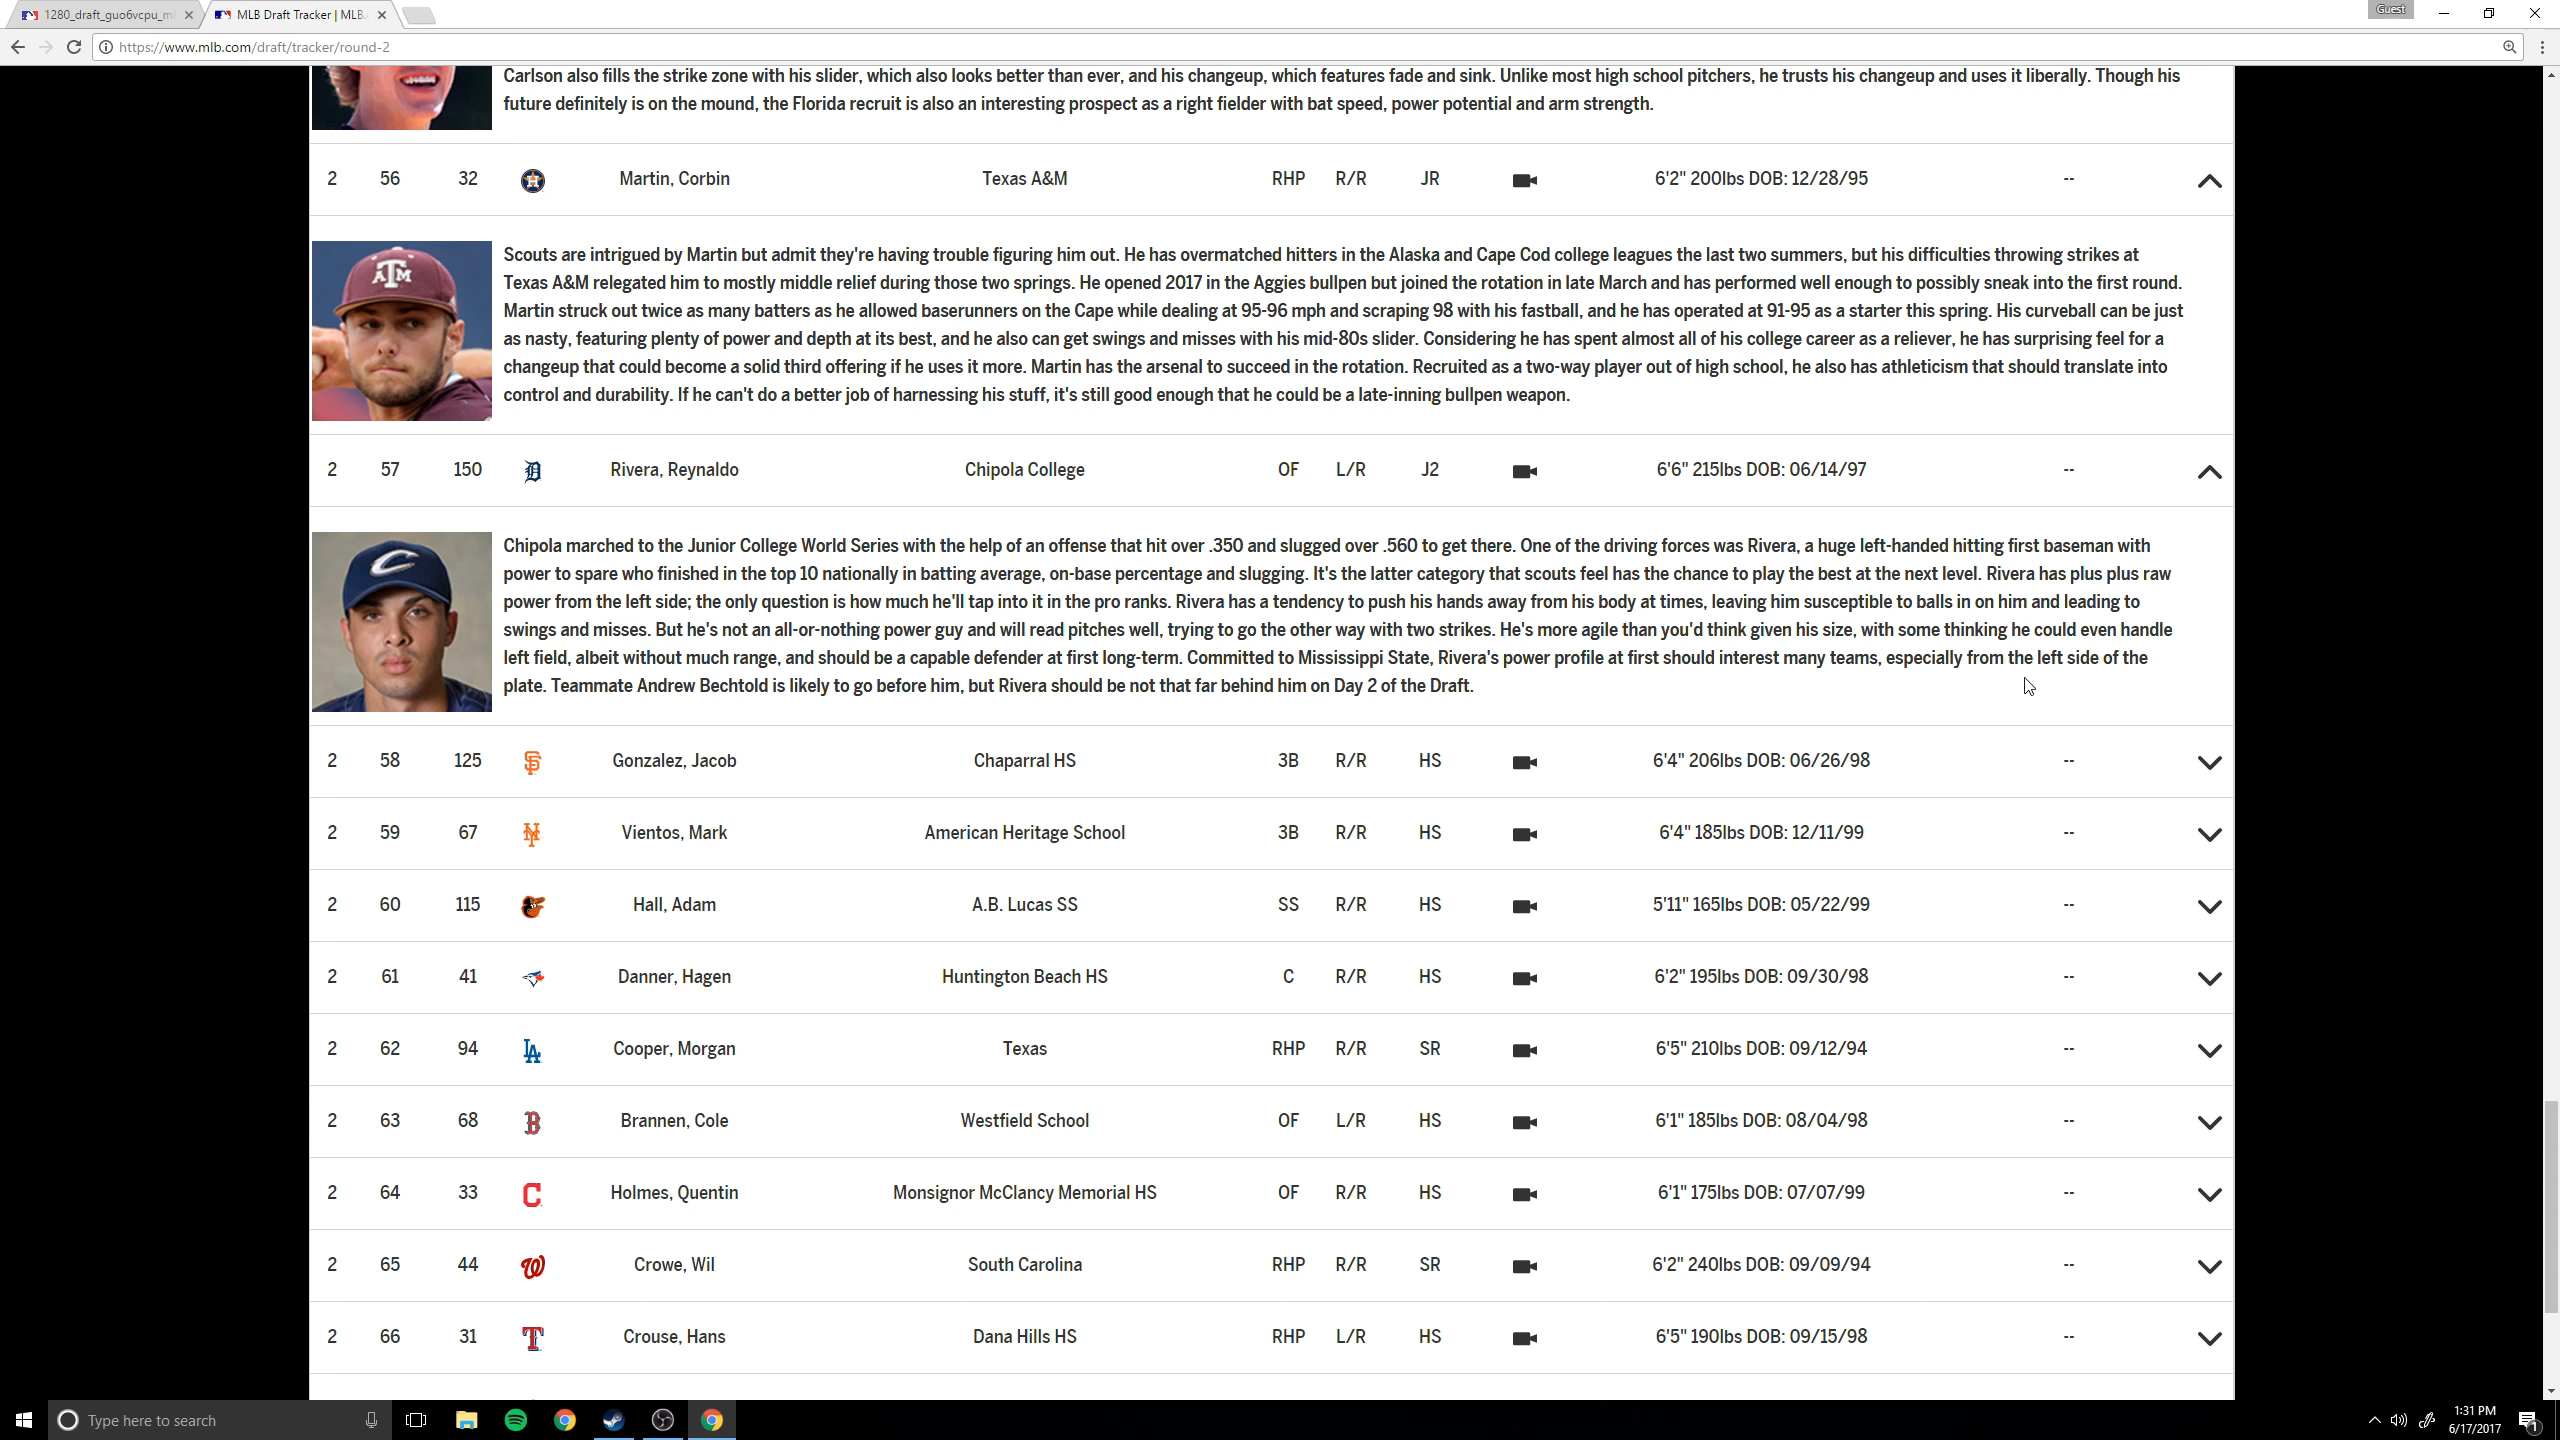 1280_draft_guo6vcpu_m
MLB Draft Tracker | MLB.
Guest
https://www.mlb.com/draft/tracker/round-2
Carlson also fills the strike zone with his slider, which also looks better than ever, and his changeup, which features fade and sink. Unlike most high school pitchers, he trusts his changeup and uses it liberally. Though his
future definitely is on the mound, the Florida recruit is also an interesting prospect as a right fielder with bat speed, power potential and arm strength.
2 56 32 Martin, Corbin Texas A&M RHP R/R JR 6'2" 200lbs DOB: 12/28/95 --
Scouts are intrigued by Martin but admit they're having trouble figuring him out. He has overmatched hitters in the Alaska and Cape Cod college leagues the last two summers, but his difficulties throwing strikes at
Texas A&M relegated him to mostly middle relief during those two springs. He opened 2017 in the Aggies bullpen but joined the rotation in late March and has performed well enough to possibly sneak into the first round.
Martin struck out twice as many batters as he allowed baserunners on the Cape while dealing at 95-96 mph and scraping 98 with his fastball, and he has operated at 91-95 as a starter this spring. His curveball can be just
as nasty, featuring plenty of power and depth at its best, and he also can get swings and misses with his mid-80s slider. Considering he has spent almost all of his college career as a reliever, he has surprising feel for a
changeup that could become a solid third offering if he uses it more. Martin has the arsenal to succeed in the rotation. Recruited as a two-way player out of high school, he also has athleticism that should translate into
control and durability. If he can't do a better job of harnessing his stuff, it's still good enough that he could be a late-inning bullpen weapon.
2 57 150 Rivera, Reynaldo Chipola College OF L/R J2 6'6" 215lbs DOB: 06/14/97 --
Chipola marched to the Junior College World Series with the help of an offense that hit over .350 and slugged over .560 to get there. One of the driving forces was Rivera, a huge left-handed hitting first baseman with
power to spare who finished in the top 10 nationally in batting average, on-base percentage and slugging. It's the latter category that scouts feel has the chance to play the best at the next level. Rivera has plus plus raw
power from the left side; the only question is how much he'll tap into it in the pro ranks. Rivera has a tendency to push his hands away from his body at times, leaving him susceptible to balls in on him and leading to
swings and misses. But he's not an all-or-nothing power guy and will read pitches well, trying to go the other way with two strikes. He's more agile than you'd think given his size, with some thinking he could even handle
left field, albeit without much range, and should be a capable defender at first long-term. Committed to Mississippi State, Rivera's power profile at first should interest many teams, especially from the left side of the
plate. Teammate Andrew Bechtold is likely to go before him, but Rivera should be not that far behind him on Day 2 of the Draft.
2 58 125 Gonzalez, Jacob Chaparral HS 3B R/R HS 6'4" 206lbs DOB: 06/26/98 --
2 59 67 Vientos, Mark American Heritage School 3B R/R HS 6'4" 185lbs DOB: 12/11/99 --
2 60 115 Hall, Adam A.B. Lucas SS SS R/R HS 5'11" 165lbs DOB: 05/22/99 --
2 61 41 Danner, Hagen Huntington Beach HS C R/R HS 6'2" 195lbs DOB: 09/30/98 --
2 62 94 Cooper, Morgan Texas RHP R/R SR 6'5" 210lbs DOB: 09/12/94 --
2 63 68 Brannen, Cole Westfield School OF L/R HS 6'1" 185lbs DOB: 08/04/98 --
2 64 33 Holmes, Quentin Monsignor McClancy Memorial HS OF R/R HS 6'1" 175lbs DOB: 07/07/99 --
2 65 44 Crowe, Wil South Carolina RHP R/R SR 6'2" 240lbs DOB: 09/09/94 --
2 66 31 Crouse, Hans Dana Hills HS RHP L/R HS 6'5" 190lbs DOB: 09/15/98 --
Type here to search
1:31 PM
6/17/2017
1